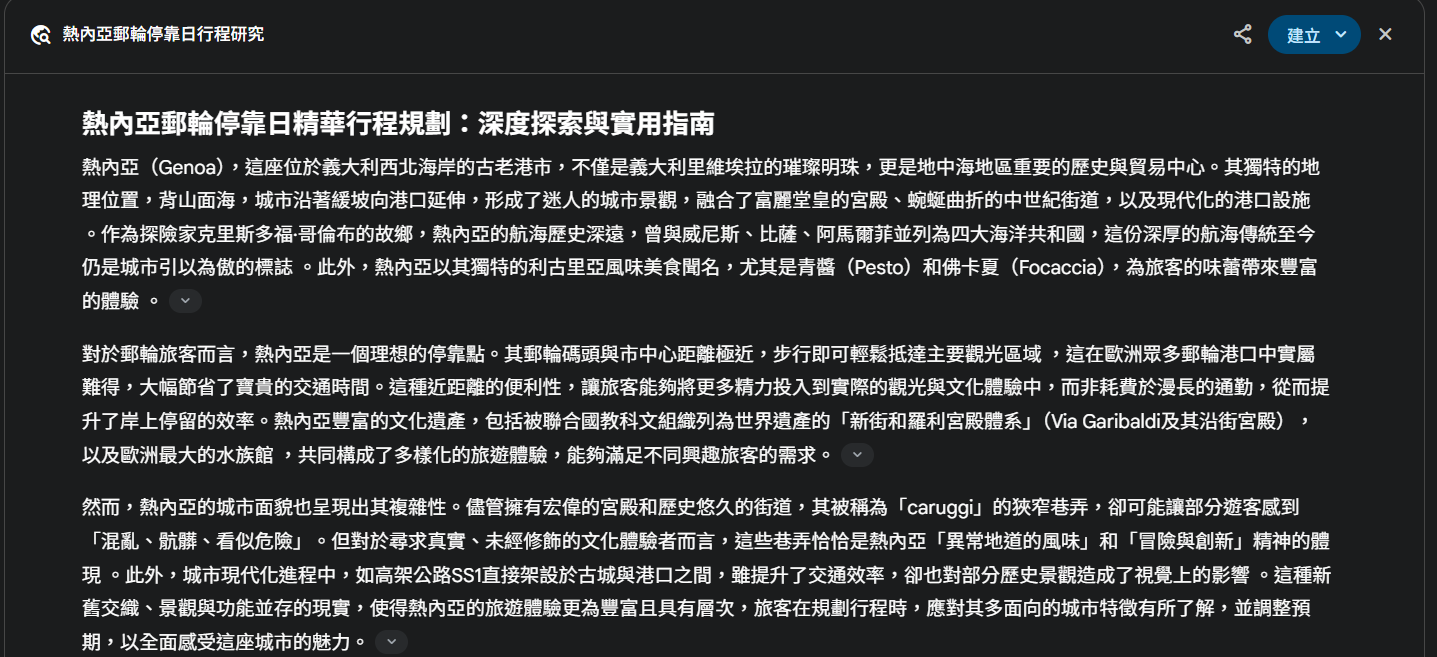 熱內亞郵輪停靠日行程研究
建立
熱內亞郵輪停靠日精華行程規劃：深度探索與實用指南
熱內亞（Genoa），這座位於義大利西北海岸的古老港市，不僅是義大利里維埃拉的璀璨明珠，更是地中海地區重要的歷史與貿易中心。其獨特的地
理位置，背山面海，城市沿著緩坡向港口延伸，形成了迷人的城市景觀，融合了富麗堂皇的宮殿、蜿蜒曲折的中世紀街道，以及現代化的港口設施
。作為探險家克里斯多福·哥倫布的故鄉，熱內亞的航海歷史深遠，曾與威尼斯、比薩、阿馬爾菲並列為四大海洋共和國，這份深厚的航海傳統至今
仍是城市引以為傲的標誌 。此外，熱內亞以其獨特的利古里亞風味美食聞名，尤其是青醬（Pesto）和佛卡夏（Focaccia），為旅客的味蕾帶來豐富
的體驗 。
對於郵輪旅客而言，熱內亞是一個理想的停靠點。其郵輪碼頭與市中心距離極近，步行即可輕鬆抵達主要觀光區域 ，這在歐洲眾多郵輪港口中實屬
難得，大幅節省了寶貴的交通時間。這種近距離的便利性，讓旅客能夠將更多精力投入到實際的觀光與文化體驗中，而非耗費於漫長的通勤，從而提
升了岸上停留的效率。熱內亞豐富的文化遺產，包括被聯合國教科文組織列為世界遺產的「新街和羅利宮殿體系」（Via Garibaldi及其沿街宮殿） ，
以及歐洲最大的水族館 ，共同構成了多樣化的旅遊體驗，能夠滿足不同興趣旅客的需求。
然而，熱內亞的城市面貌也呈現出其複雜性。儘管擁有宏偉的宮殿和歷史悠久的街道，其被稱為「caruggi」的狹窄巷弄，卻可能讓部分遊客感到
「混亂、骯髒、看似危險」。但對於尋求真實、未經修飾的文化體驗者而言，這些巷弄恰恰是熱內亞「異常地道的風味」和「冒險與創新」精神的體
現 。此外，城市現代化進程中，如高架公路SS1直接架設於古城與港口之間，雖提升了交通效率，卻也對部分歷史景觀造成了視覺上的影響 。這種新
舊交織、景觀與功能並存的現實，使得熱內亞的旅遊體驗更為豐富且具有層次，旅客在規劃行程時，應對其多面向的城市特徵有所了解，並調整預
期，以全面感受這座城市的魅力。